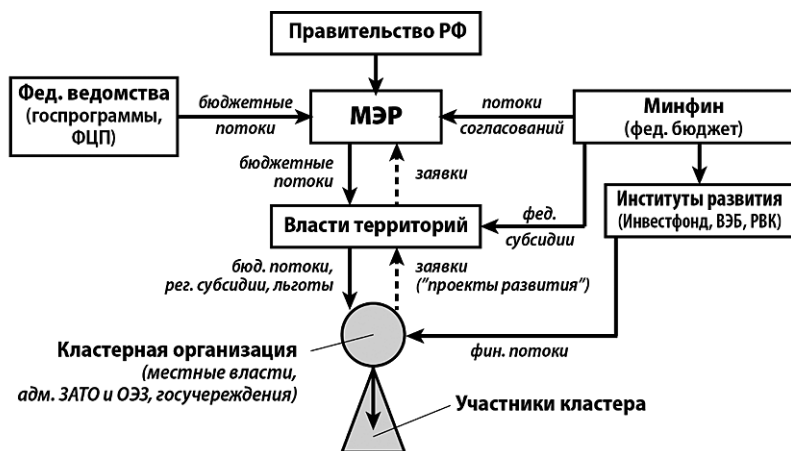 Правительство РФ
Фед. ведомства
(госпрограммы,
ФЦП)
бюджетные
потоки
МЭР
потоки
согласований
Минфин
(фед. бюджет)
бюджетные
потоки
заявки
Власти территорий
фед.
субсидии
Институты развития
(Инвестфонд, ВЭБ, РВК)
бюд. потоки,
рег. субсидии, льготы
заявки
("проекты развития")
Кластерная организация
(местные власти,
адм. ЗАТО и ОЭЗ, госучереждения)
фин. потоки
Участники кластера